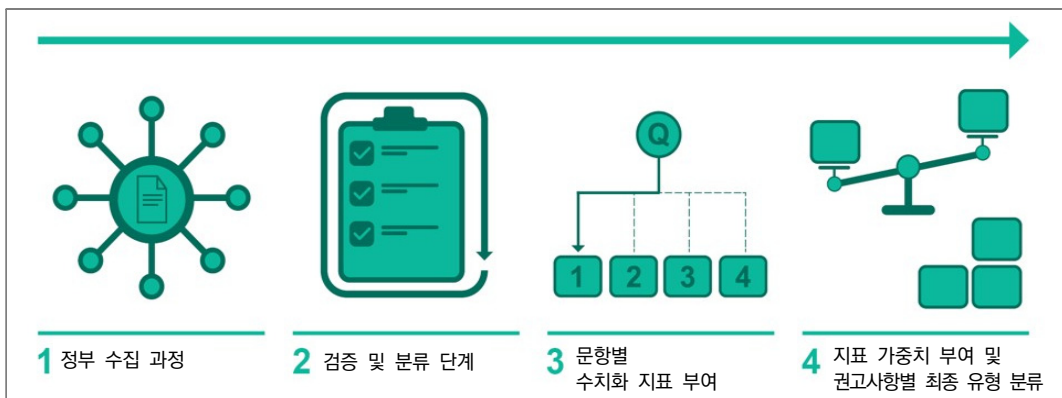 Q
1 2 3 4
1 정부 수집 과정
2 검증 및 분류 단계
3 문항별
수치화 지표 부여
4 지표 가중치 부여 및
권고사항별 최종 유형 분류